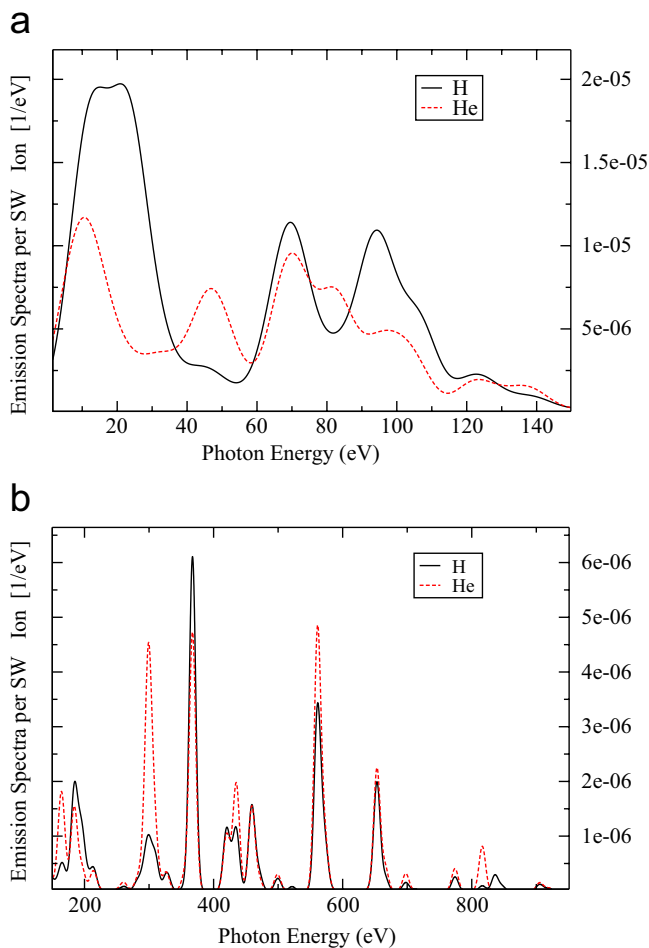 a
Emission Spectra per SW Ion [1/eV]
H
He
2e-05
1.5e-05
1e-05
5e-06
20 40 60 80 100 120 140
Photon Energy (eV)
b
Emission Spectra per SW Ion [1/eV]
H
He
6e-06
5e-06
4e-06
3e-06
2e-06
1e-06
200 400 600 800
Photon Energy (eV)